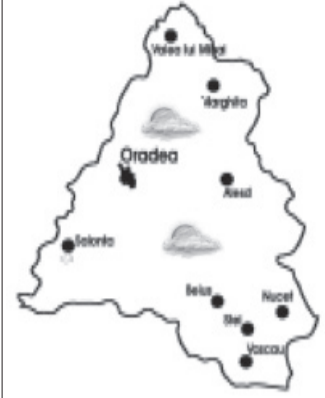 Valea lui Mihai
Marghita
Oradea
Alesd
Salonta
Beius
Nucet
Stei
Vascau